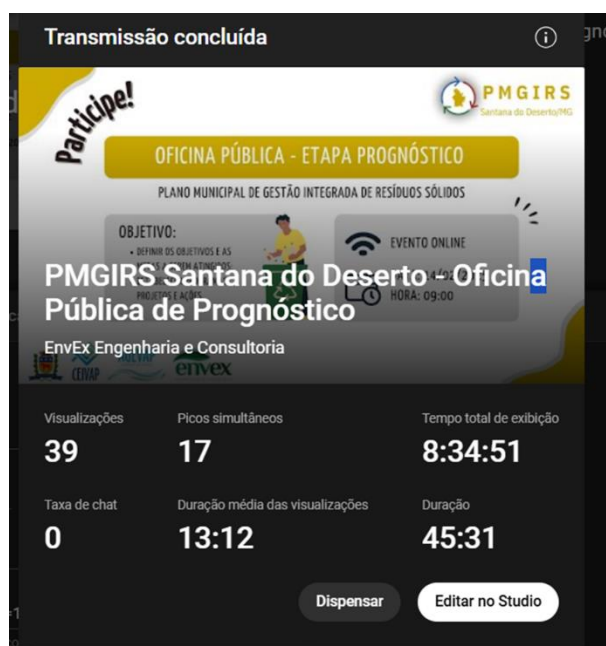 Transmissão concluída
Participe!
PMGIRS
Santana do Deserto/MG
OFICINA PÚBLICA - ETAPA PROGNÓSTICO
PLANO MUNICIPAL DE GESTÃO INTEGRADA DE RESÍDUOS SÓLIDOS
OBJETIVO:
• DEFINIR OS OBJETIVOS E AS
EVENTO ONLINE
HORA: 09:00
PROJETOS E AÇÕES
PMGIRS Santana do Deserto - Oficina
Pública de Prognóstico
EnvEx Engenharia e Consultoria
CEIVAP
envex
Visualizações
39
Picos simultâneos
17
Tempo total de exibição
8:34:51
Taxa de chat
0
Duração média das visualizações
13:12
Duração
45:31
Dispensar
Editar no Studio